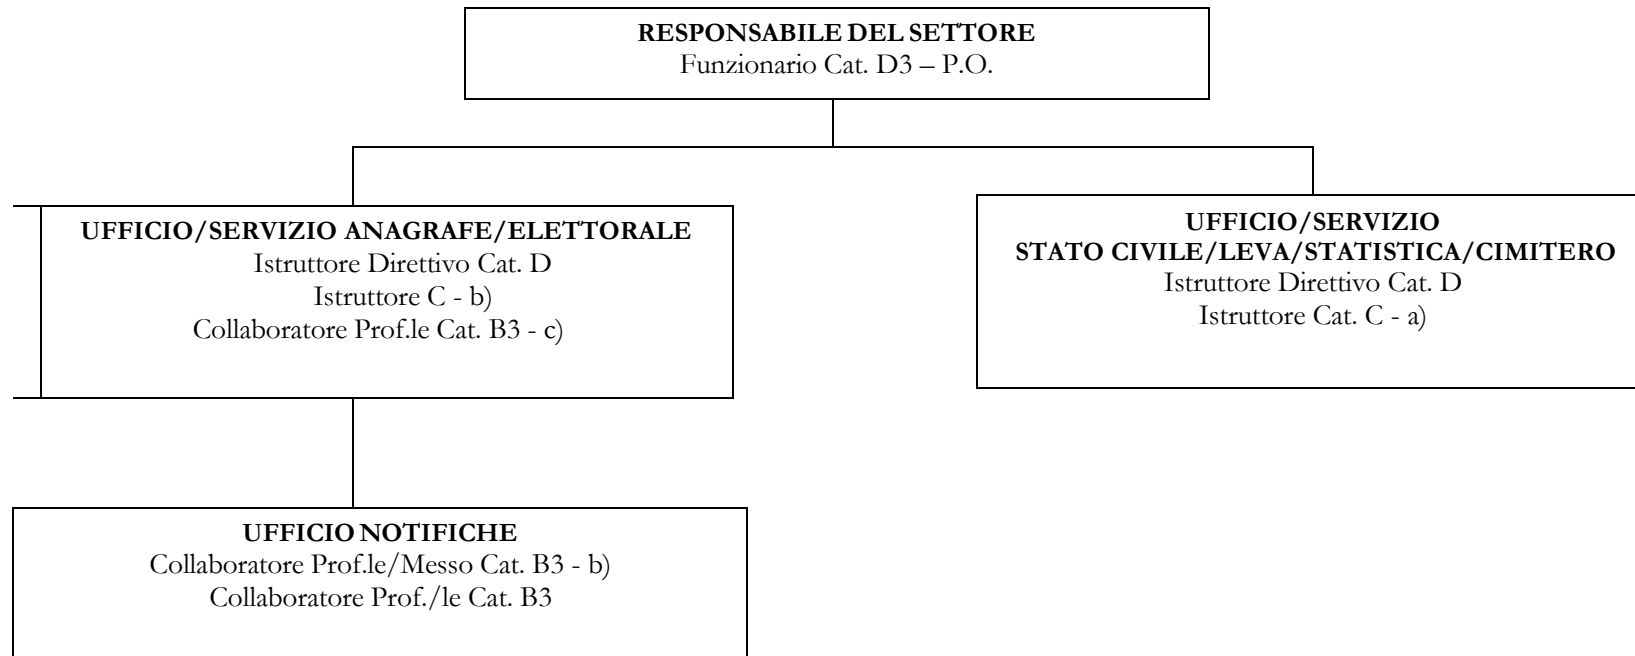 RESPONSABILE DEL SETTORE
Funzionario Cat. D3 – P.O.
UFFICIO/SERVIZIO ANAGRAFE/ELETTORALE
Istruttore Direttivo Cat. D
Istruttore C - b)
Collaboratore Prof.le Cat. B3 - c)
UFFICIO/SERVIZIO
STATO CIVILE/LEVA/STATISTICA/CIMITERO
Istruttore Direttivo Cat. D
Istruttore Cat. C - a)
UFFICIO NOTIFICHE
Collaboratore Prof.le/Messo Cat. B3 - b)
Collaboratore Prof./le Cat. B3